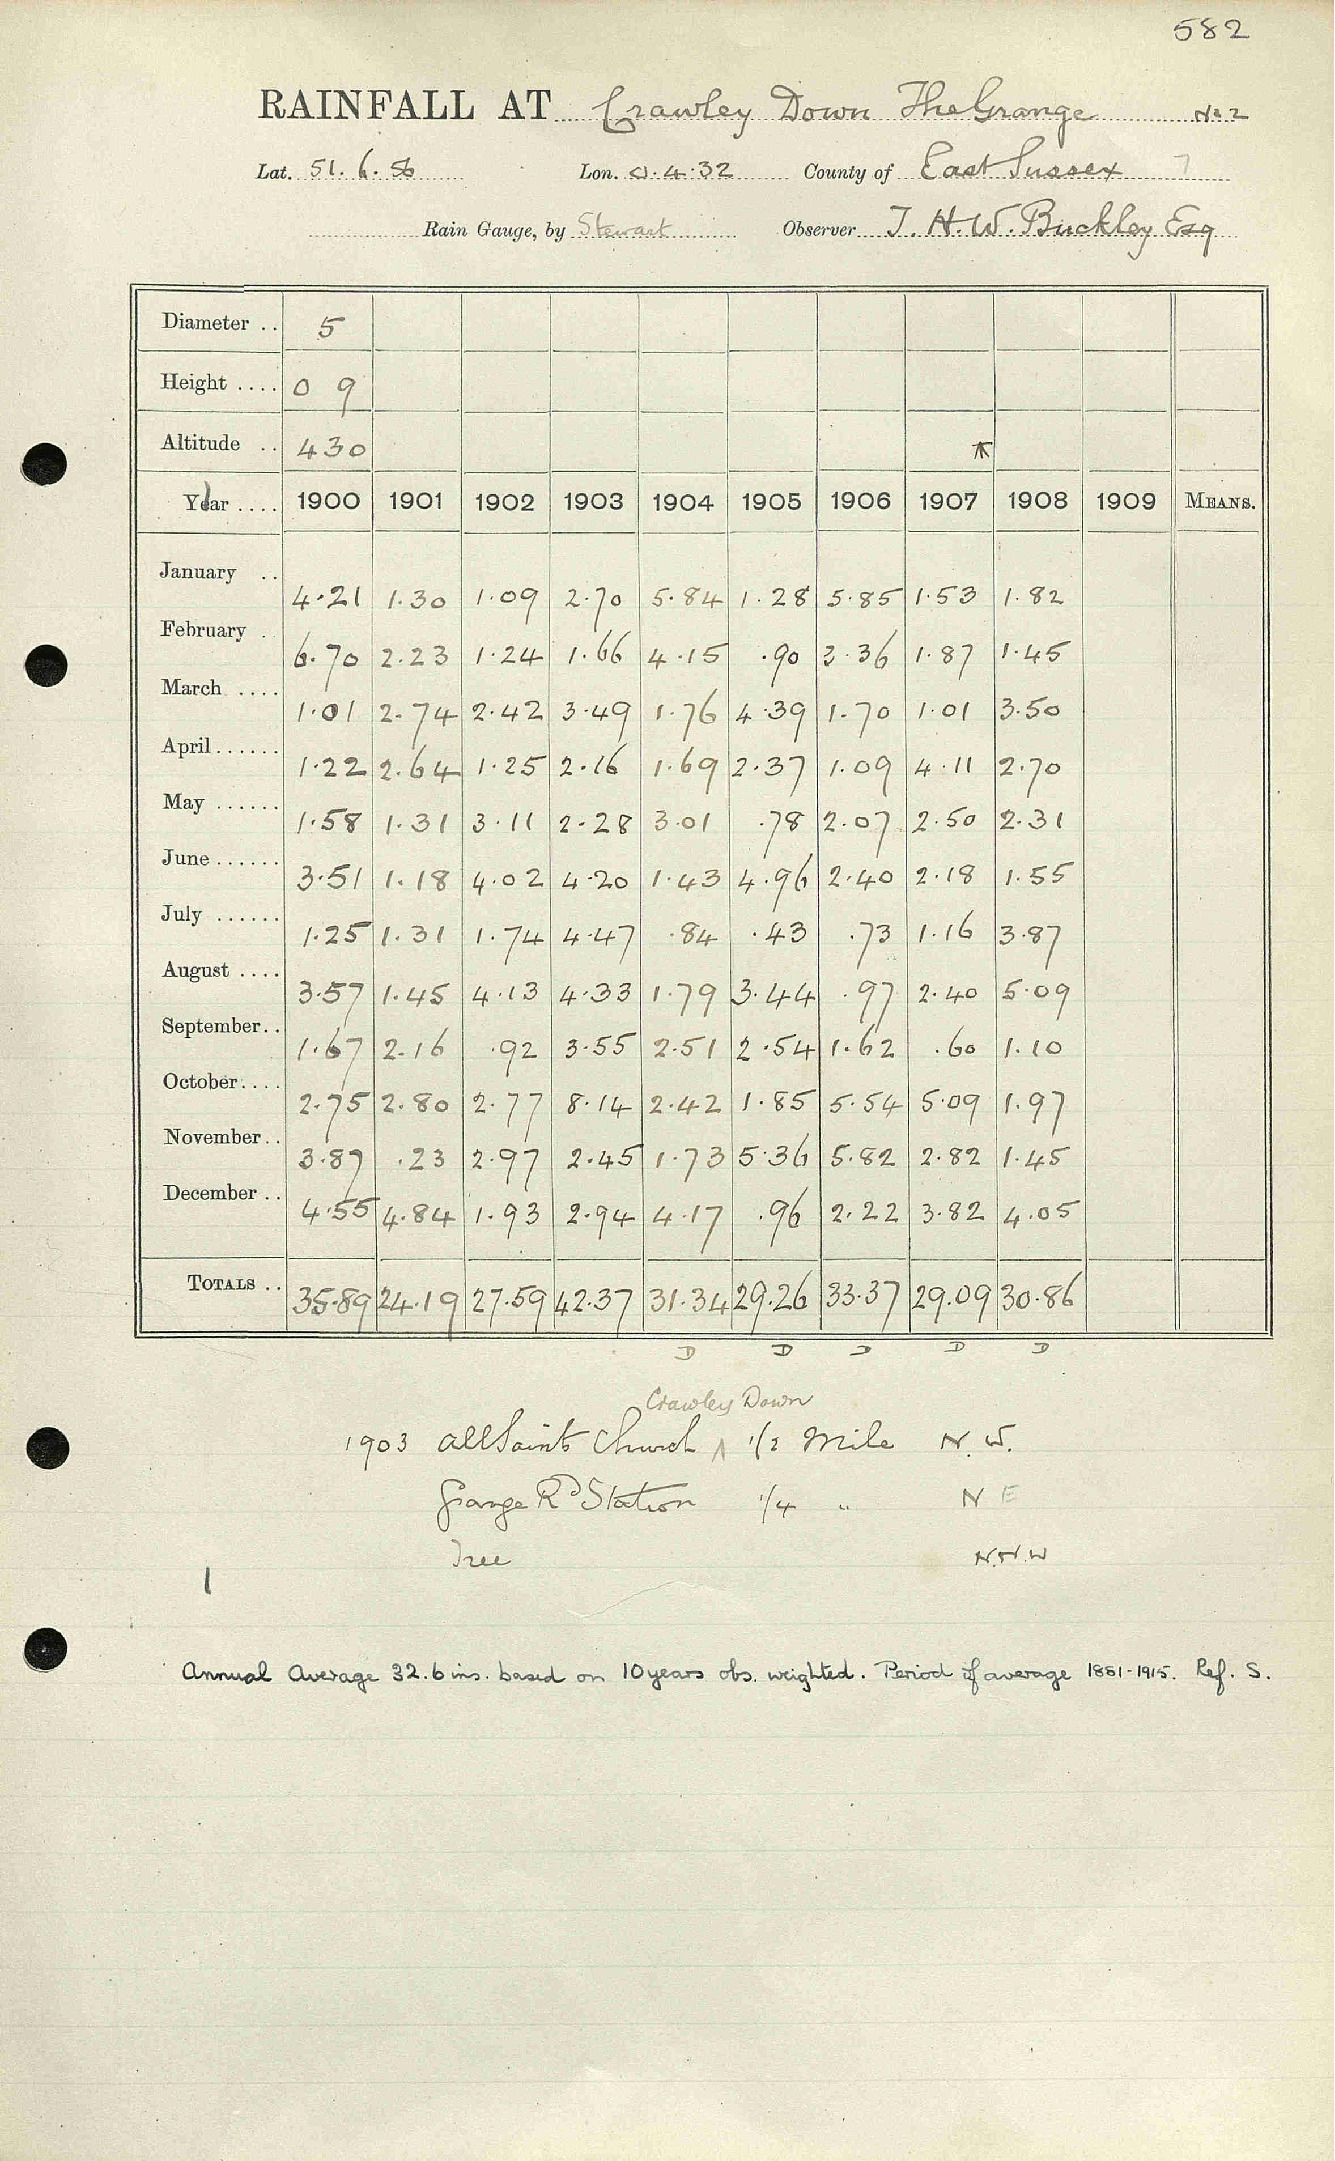 582
RAINFALL AT Crawley Down The Grange No 2
Lat. 51.6.56 Lon. 0.4.32 County of East Sussex 7
Rain Gauge, by Stewart Observer J. H. W. Buckley Esq
Diameter .. 5
Height .... 0 9
Altitude .. 430
Year .... 1900 1901 1902 1903 1904 1905 1906 1907 1908 1909 MEANS.
January .. 4.21 1.30 1.09 2.70 5.84 1.28 5.85 1.53 1.82
February . 6.70 2.23 1.24 1.66 4.15 .90 3.36 1.87 1.45
March .... 1.01 2.74 2.42 3.49 1.76 4.39 1.70 1.01 3.50
April...... 1.22 2.64 1.25 2.16 1.69 2.37 1.09 4.11 2.70
May ...... 1.58 1.31 3.11 2.28 3.01 .78 2.07 2.50 2.31
June...... 3.51 1.18 4.02 4.20 1.43 4.96 2.40 2.18 1.55
July ...... 1.25 1.31 1.74 4.47 .84 .43 .73 1.16 3.87
August .... 3.57 1.45 4.13 4.33 1.79 3.44 .97 2.40 5.09
September.. 1.67 2.16 .92 3.55 2.51 2.54 1.62 .60 1.10
October.... 2.75 2.80 2.77 8.14 2.42 1.85 5.54 5.09 1.97
November.. 3.87 .23 2.97 2.45 1.73 5.36 5.82 2.82 1.45
December .. 4.55 4.84 1.93 2.94 4.17 .96 2.22 3.82 4.05
TOTALS .. 35.89 24.19 27.59 42.37 31.34 29.26 33.37 29.09 30.86
D D D D D
Crawley Down
1903 All Saints Church ^ 1/2 Mile N. W.
Grange Rd Station 1/4 " N E
Tree N.N.W
1
Annual Average 32.6 ins. based on 10 years obs. weighted. Period of average 1881-1915. Ref. S.